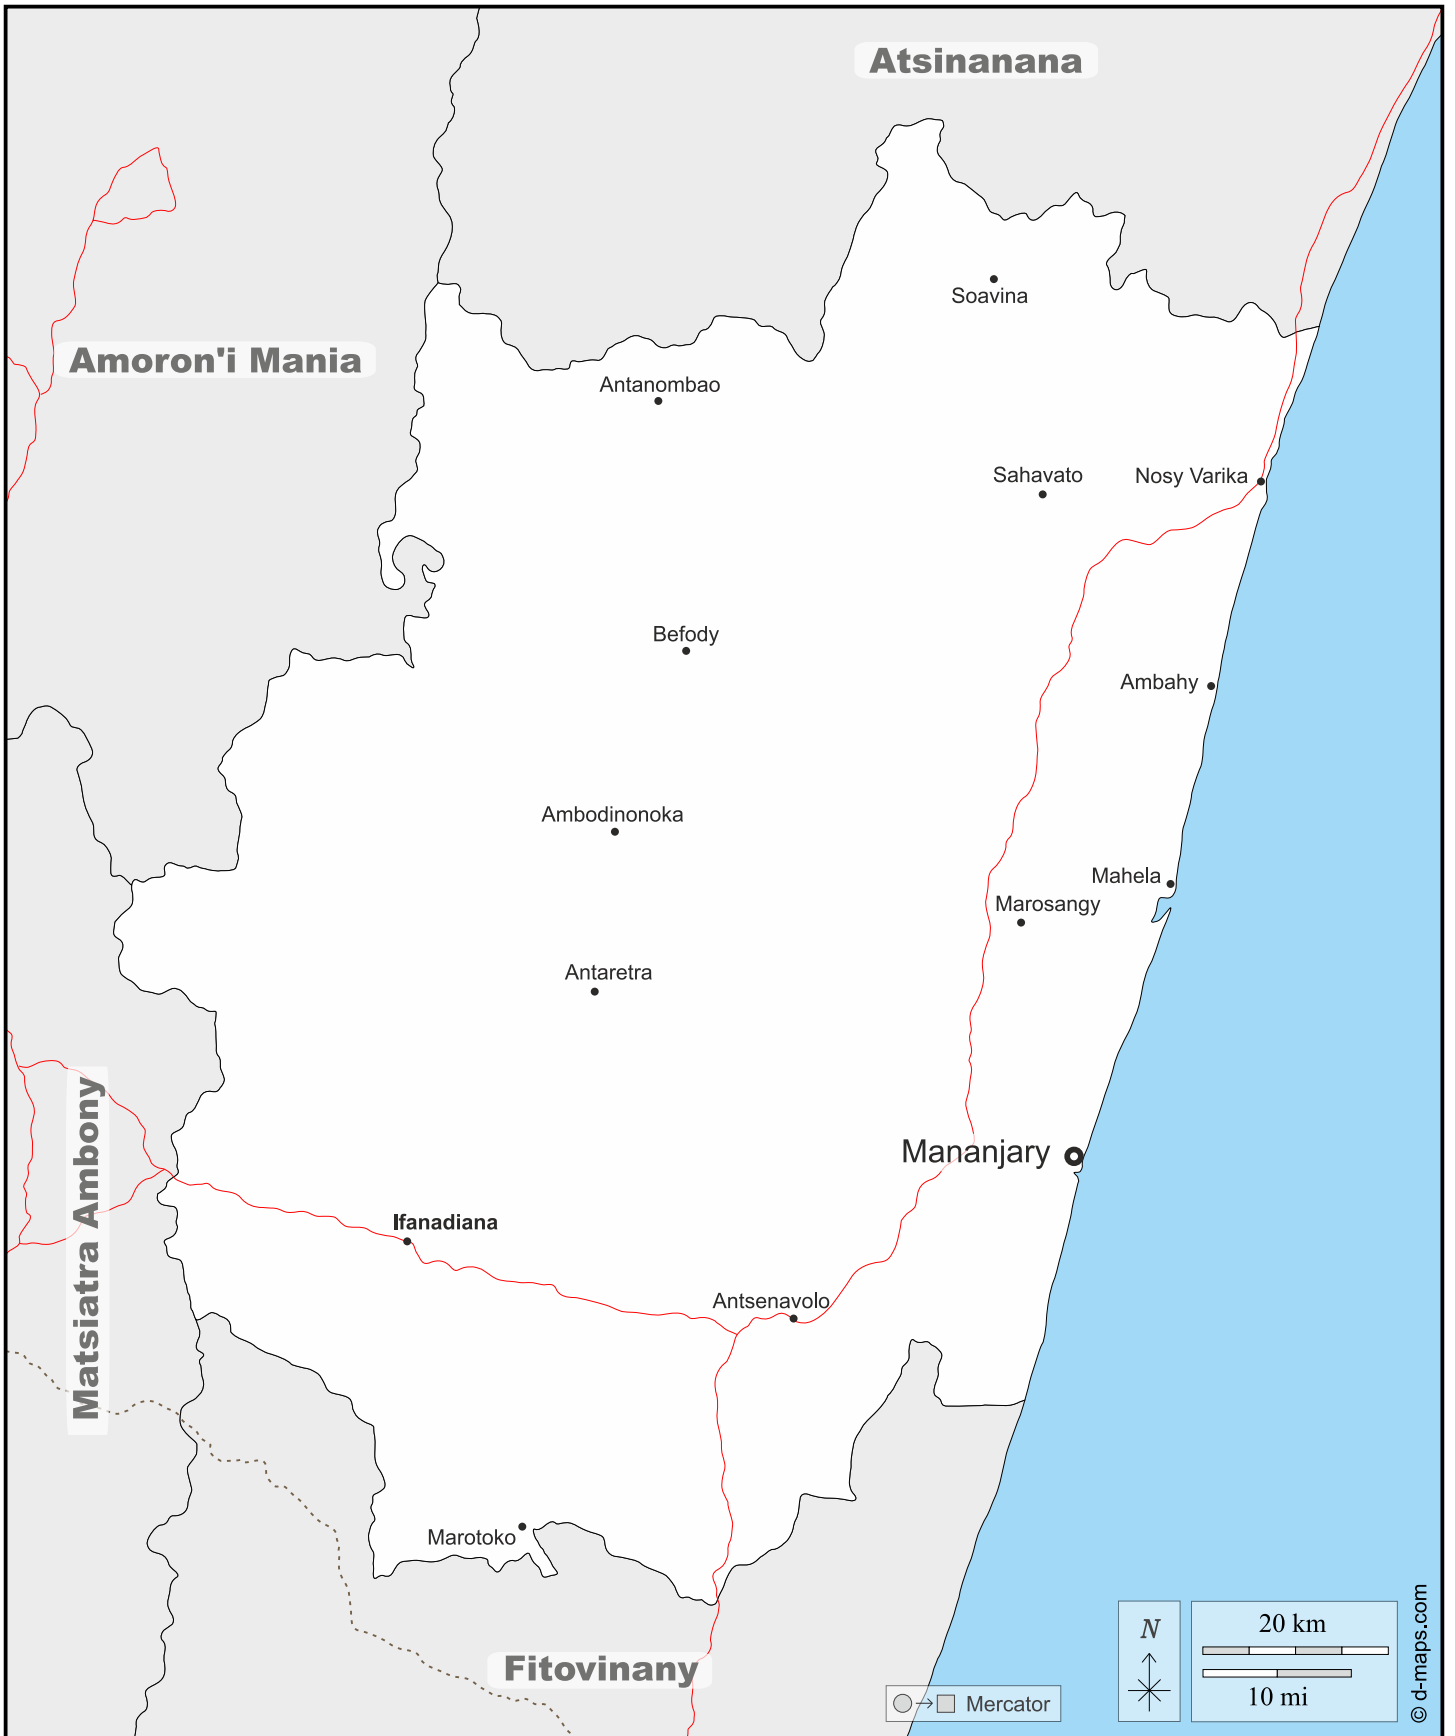 Atsinanana
Soavina
Amoron'i Mania
Antanombao
Sahavato
Nosy Varika
Befody
Ambahy
Ambodinonoka
Mahela
Marosangy
Antaretra
Matsiatra Ambony
Mananjary
Ifanadiana
Antsenavolo
Marotoko
Fitovinany
N
20 km
10 mi
Mercator
© d-maps.com